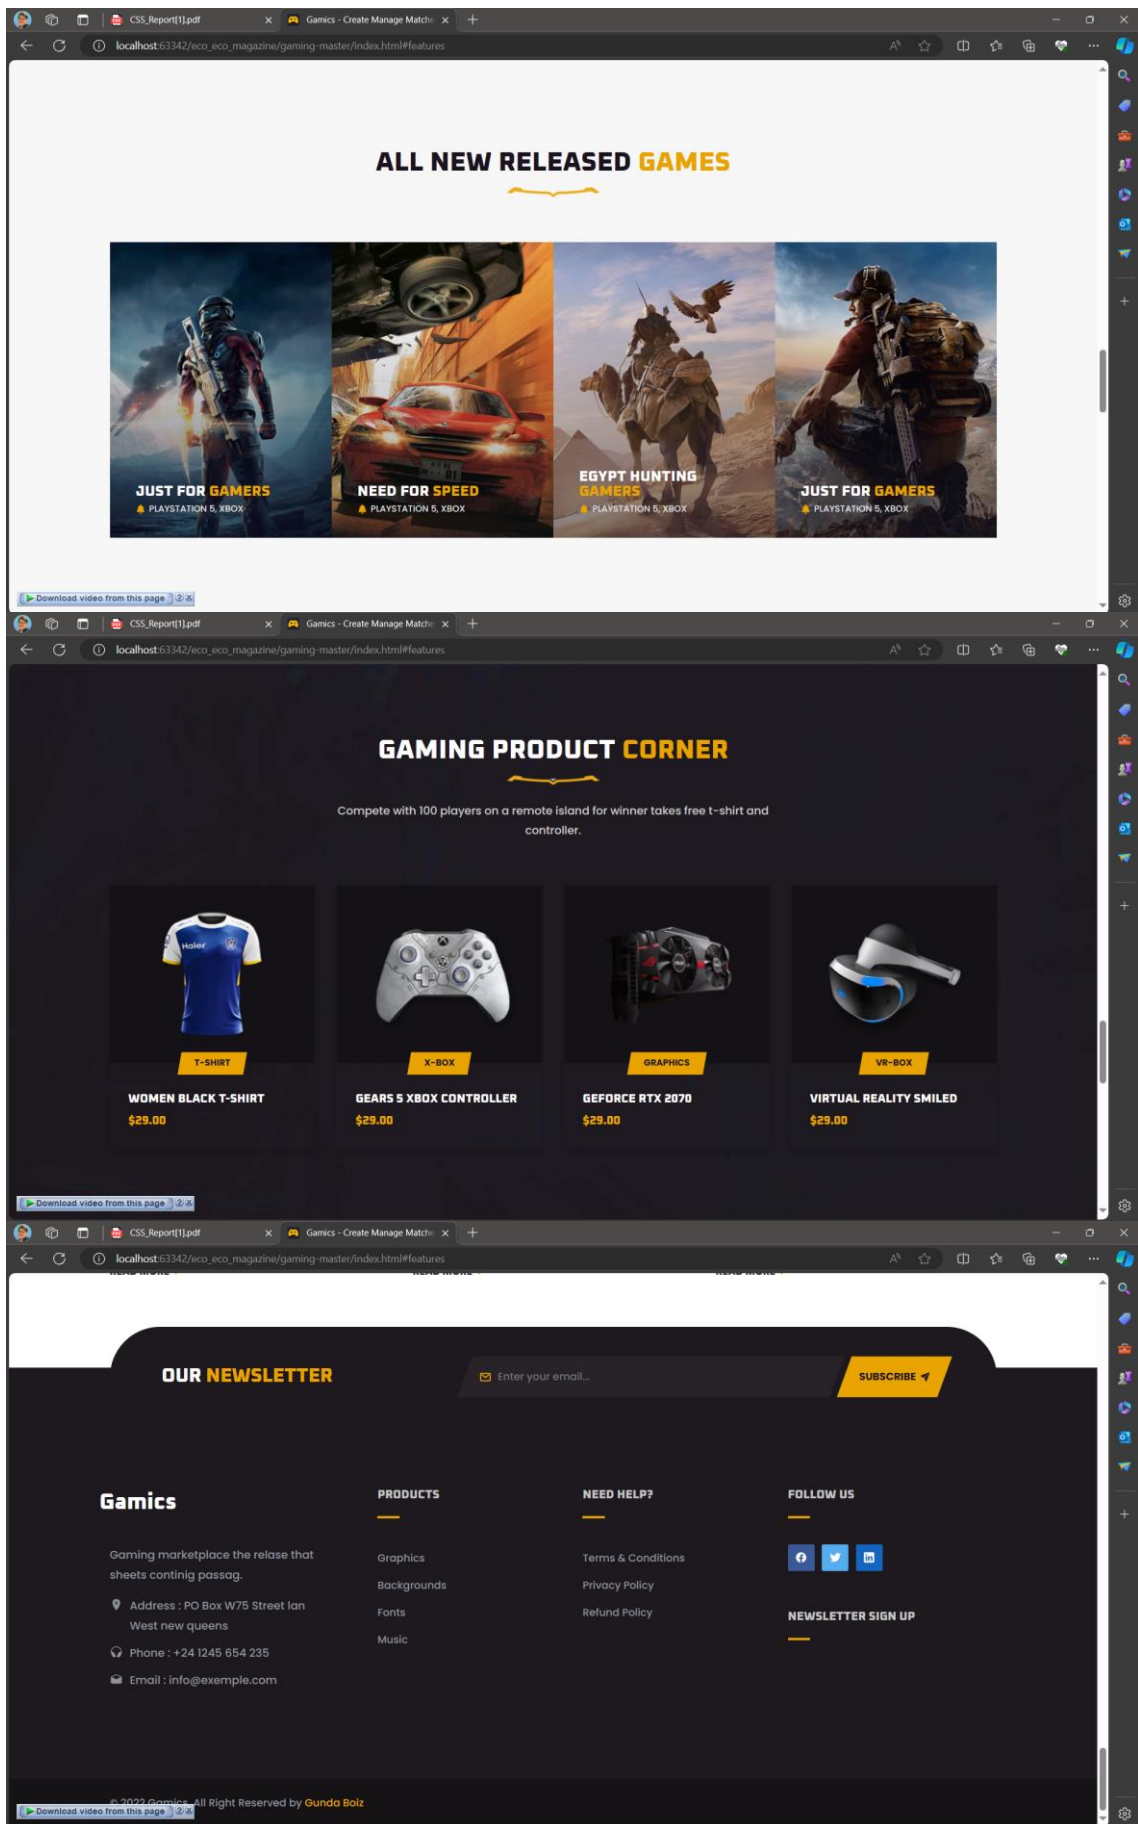 CSS_Report[1].pdf
Gamics - Create Manage Matche
localhost:63342/eco_eco_magazine/gaming-master/index.html#features
ALL NEW RELEASED GAMES
JUST FOR GAMERS
PLAYSTATION 5, XBOX
NEED FOR SPEED
PLAYSTATION 5, XBOX
EGYPT HUNTING
GAMERS
PLAYSTATION 5, XBOX
JUST FOR GAMERS
PLAYSTATION 5, XBOX
Download video from this page
CSS_Report[1].pdf
Gamics - Create Manage Matche
localhost:63342/eco_eco_magazine/gaming-master/index.html#features
GAMING PRODUCT CORNER
Compete with 100 players on a remote island for winner takes free t-shirt and
controller.
Haier
T-SHIRT
WOMEN BLACK T-SHIRT
$29.00
X-BOX
GEARS 5 XBOX CONTROLLER
$29.00
GRAPHICS
GEFORCE RTX 2070
$29.00
VR-BOX
VIRTUAL REALITY SMILED
$29.00
Download video from this page
CSS_Report[1].pdf
Gamics - Create Manage Matche
localhost:63342/eco_eco_magazine/gaming-master/index.html#features
OUR NEWSLETTER
Enter your email...
SUBSCRIBE
Gamics
Gaming marketplace the relase that
sheets continig passag.
Address : PO Box W75 Street lan
West new queens
Phone : +24 1245 654 235
Email : info@exemple.com
PRODUCTS
Graphics
Backgrounds
Fonts
Music
NEED HELP?
Terms & Conditions
Privacy Policy
Refund Policy
FOLLOW US
NEWSLETTER SIGN UP
© 2022 Gamics. All Right Reserved by Gunda Boiz
Download video from this page